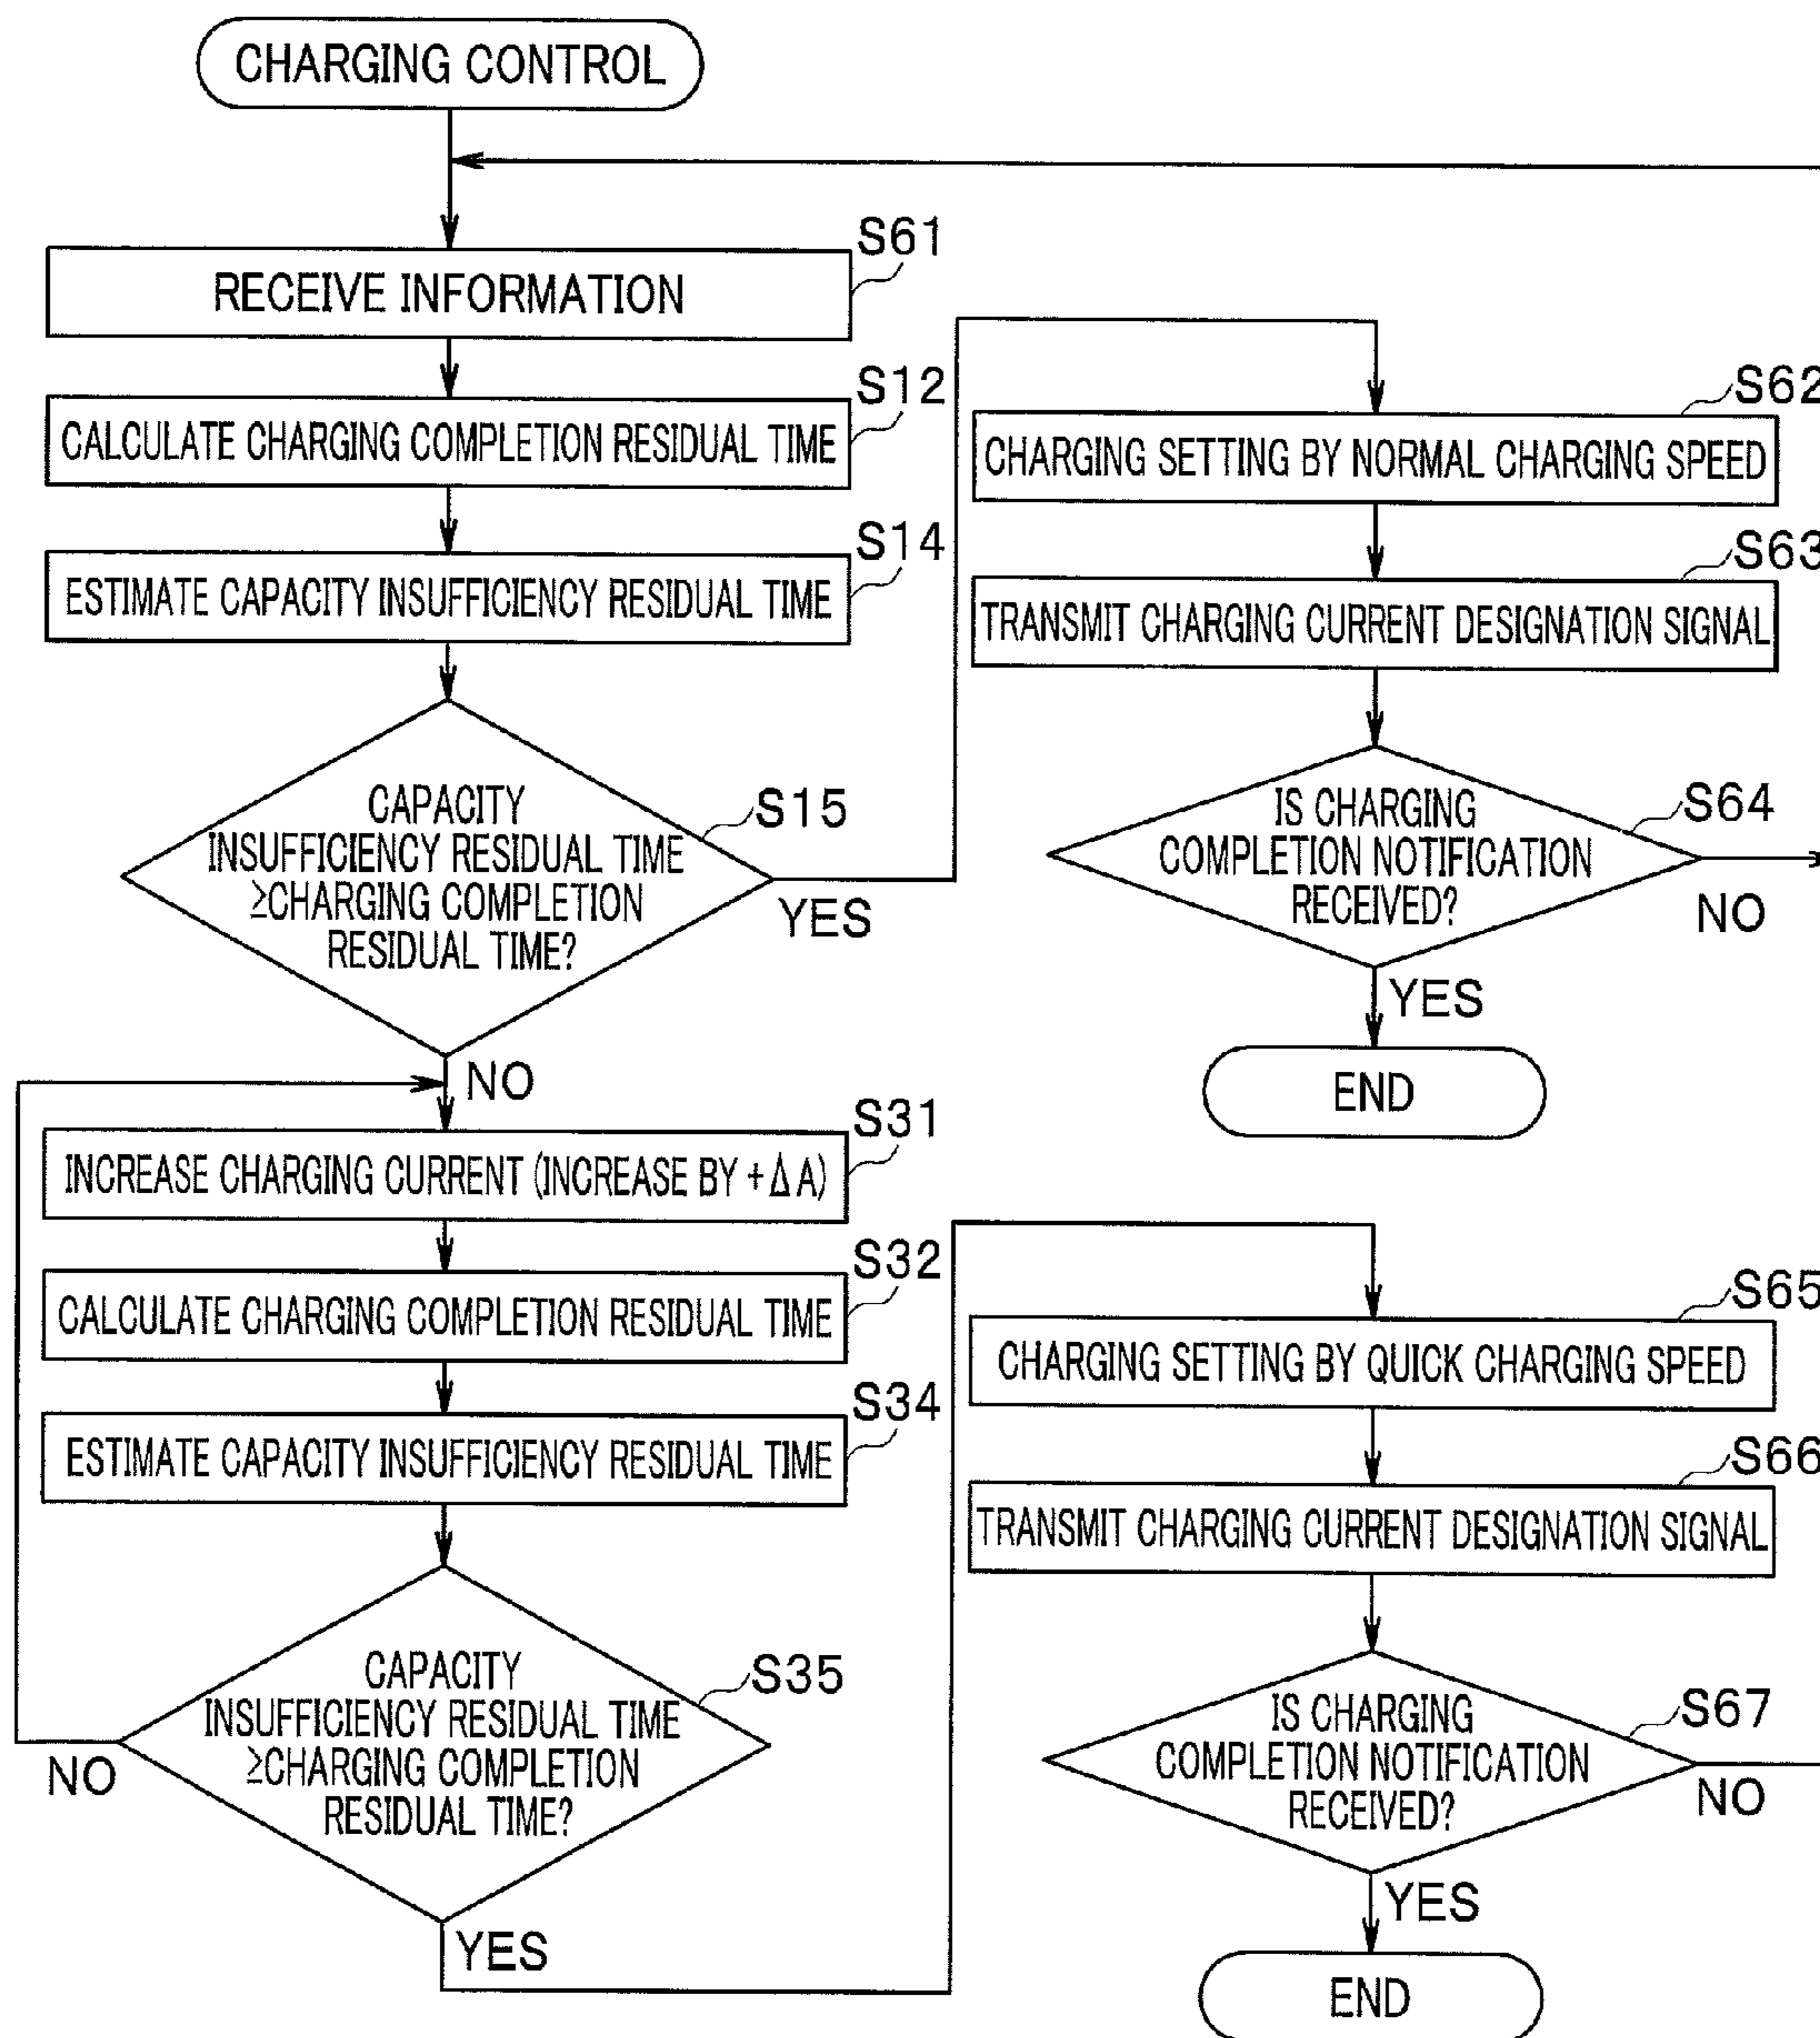 CHARGING CONTROL
S61
RECEIVE INFORMATION
S12
CALCULATE CHARGING COMPLETION RESIDUAL TIME
S14
ESTIMATE CAPACITY INSUFFICIENCY RESIDUAL TIME
S15
CAPACITY
INSUFFICIENCY RESIDUAL TIME
≥CHARGING COMPLETION
RESIDUAL TIME?
YES
NO
S31
INCREASE CHARGING CURRENT (INCREASE BY +ΔA)
S32
CALCULATE CHARGING COMPLETION RESIDUAL TIME
S34
ESTIMATE CAPACITY INSUFFICIENCY RESIDUAL TIME
S35
CAPACITY
INSUFFICIENCY RESIDUAL TIME
≥CHARGING COMPLETION
RESIDUAL TIME?
NO
YES
S62
CHARGING SETTING BY NORMAL CHARGING SPEED
S63
TRANSMIT CHARGING CURRENT DESIGNATION SIGNAL
S64
IS CHARGING
COMPLETION NOTIFICATION
RECEIVED?
NO
YES
END
S65
CHARGING SETTING BY QUICK CHARGING SPEED
S66
TRANSMIT CHARGING CURRENT DESIGNATION SIGNAL
S67
IS CHARGING
COMPLETION NOTIFICATION
RECEIVED?
NO
YES
END